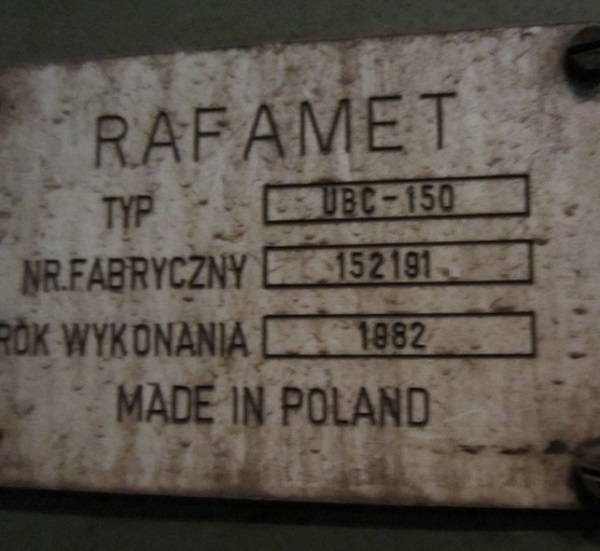 RAFAMET
TYP UBC-150
NR.FABRYCZNY 152191
ROK WYKONANIA 1982
MADE IN POLAND